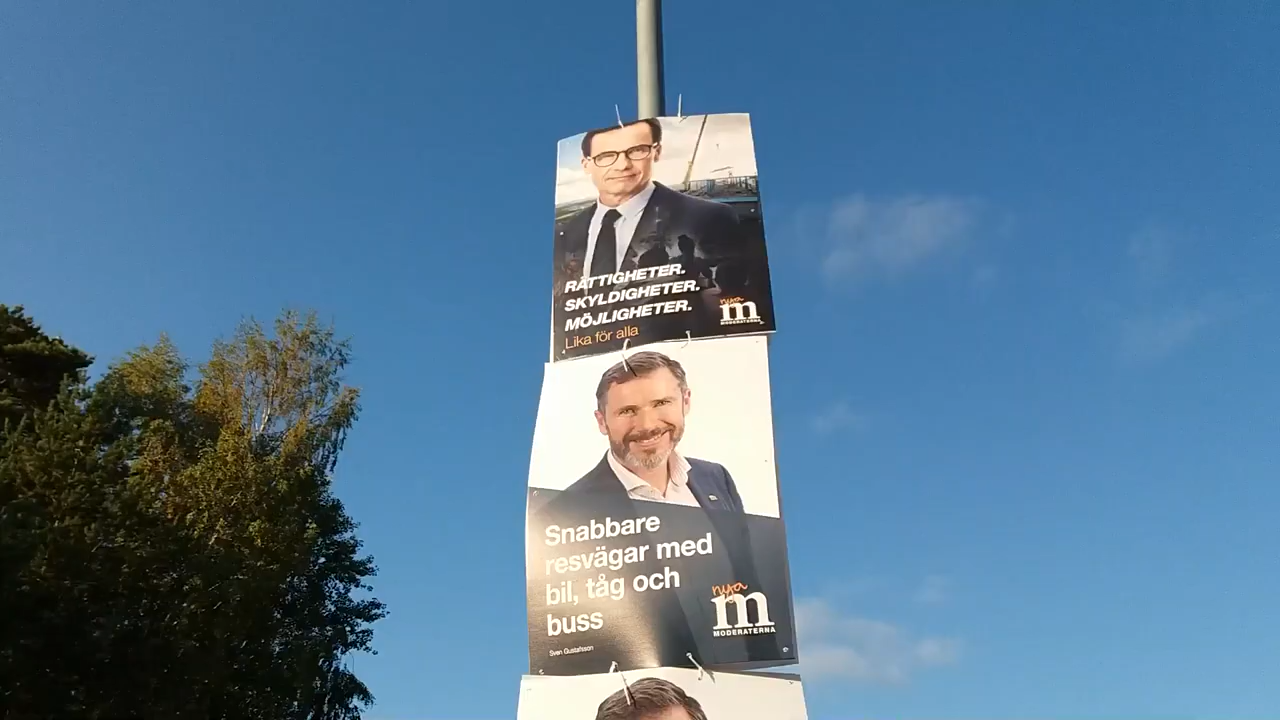 RÄTTIGHETER.
SKYLDIGHETER.
MÖJLIGHETER.
Lika för alla
nya
m
MODERATERNA
Snabbare
resvägar med
bil, tåg och
buss
Sven Gustafsson
nya
m
MODERATERNA